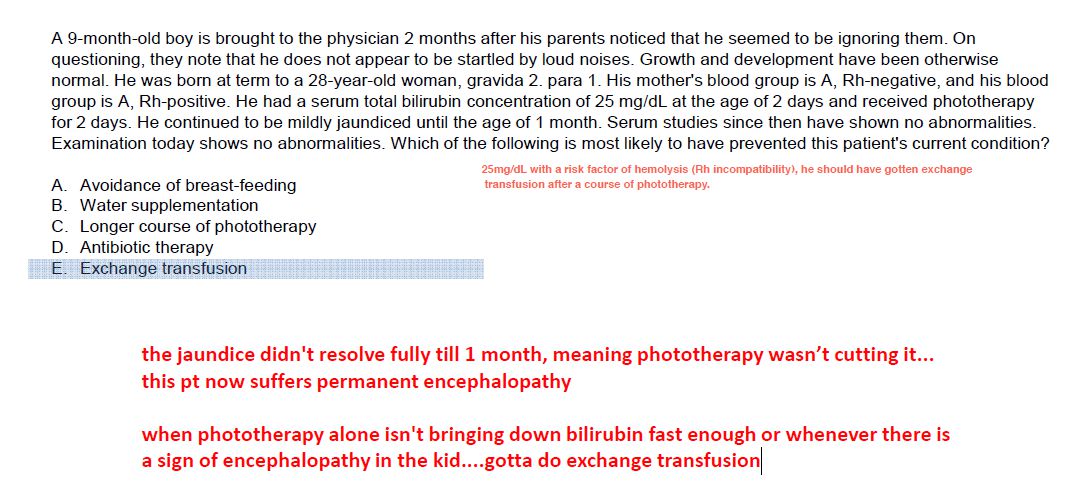 A 9-month-old boy is brought to the physician 2 months after his parents noticed that he seemed to be ignoring them. On
questioning, they note that he does not appear to be startled by loud noises. Growth and development have been otherwise
normal. He was born at term to a 28-year-old woman, gravida 2. para 1. His mother's blood group is A, Rh-negative, and his blood
group is A, Rh-positive. He had a serum total bilirubin concentration of 25 mg/dL at the age of 2 days and received phototherapy
for 2 days. He continued to be mildly jaundiced until the age of 1 month. Serum studies since then have shown no abnormalities.
Examination today shows no abnormalities. Which of the following is most likely to have prevented this patient's current condition?
25mg/dL with a risk factor of hemolysis (Rh incompatibility), he should have gotten exchange
transfusion after a course of phototherapy.
A. Avoidance of breast-feeding
B. Water supplementation
C. Longer course of phototherapy
D. Antibiotic therapy
E. Exchange transfusion
the jaundice didn't resolve fully till 1 month, meaning phototherapy wasn’t cutting it...
this pt now suffers permanent encephalopathy
when phototherapy alone isn't bringing down bilirubin fast enough or whenever there is
a sign of encephalopathy in the kid....gotta do exchange transfusion